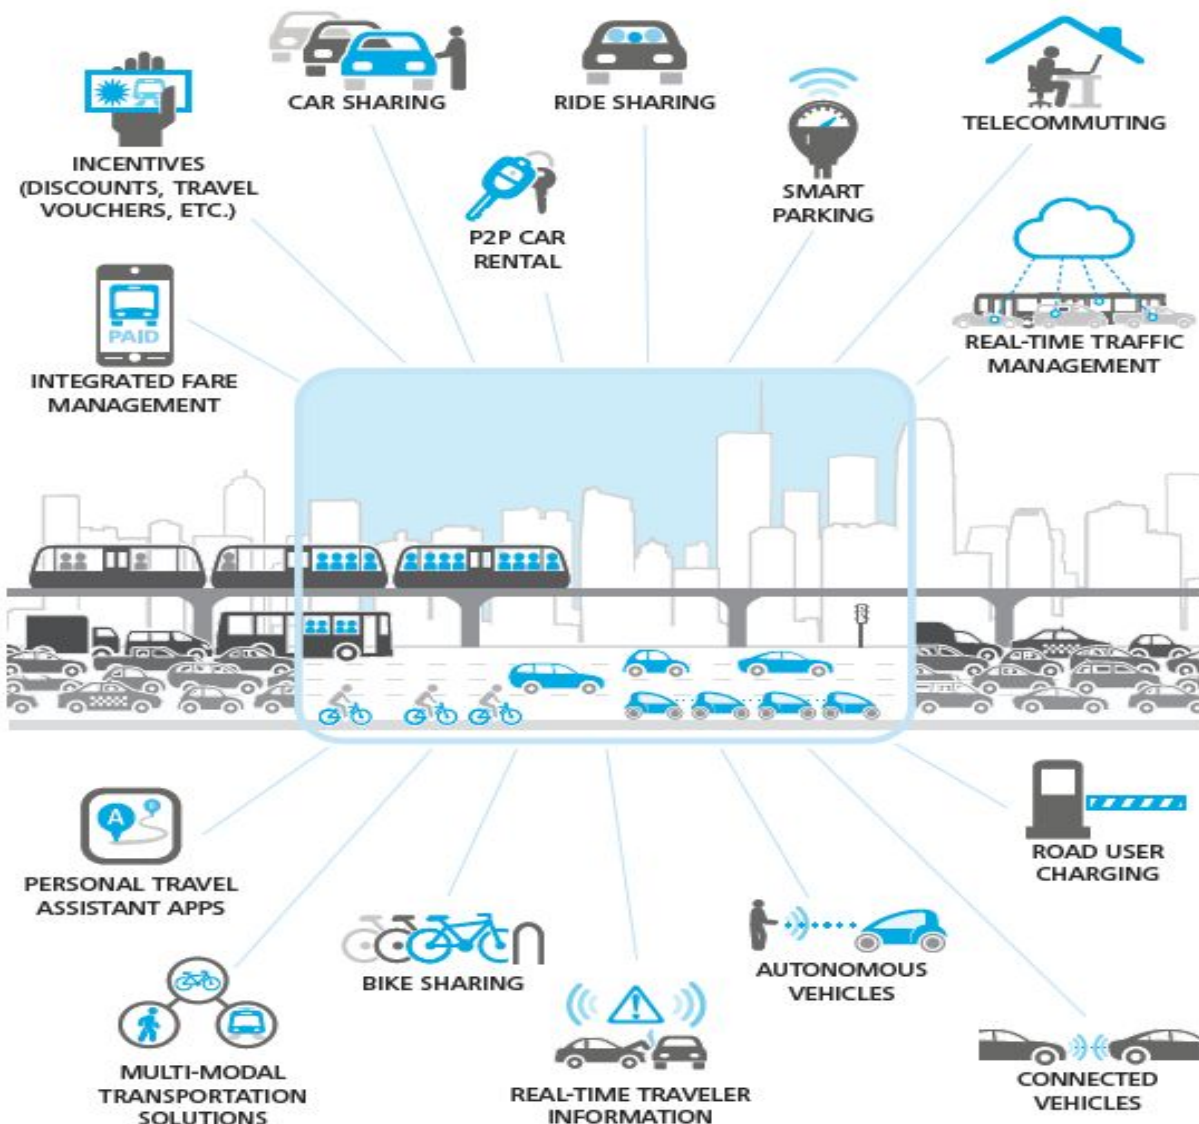 CAR SHARING
RIDE SHARING
TELECOMMUTING
INCENTIVES
(DISCOUNTS, TRAVEL
VOUCHERS, ETC.)
P2P CAR
RENTAL
SMART
PARKING
PAID
INTEGRATED FARE
MANAGEMENT
REAL-TIME TRAFFIC
MANAGEMENT
A
B
PERSONAL TRAVEL
ASSISTANT APPS
ROAD USER
CHARGING
BIKE SHARING
AUTONOMOUS
VEHICLES
MULTI-MODAL
TRANSPORTATION
SOLUTIONS
REAL-TIME TRAVELER
INFORMATION
CONNECTED
VEHICLES